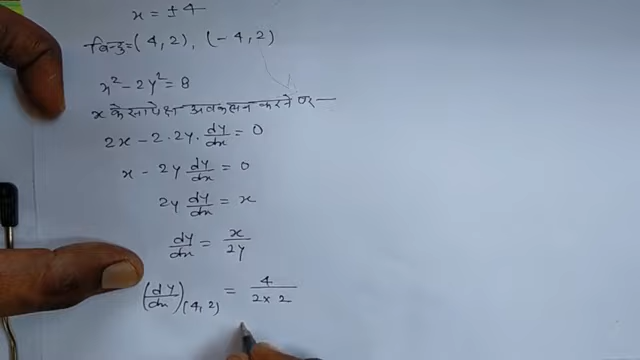 x = ±4
बिन्दु = (4, 2), (-4, 2)
x² - 2y² = 8
x के सापेक्ष अवकलन करने पर —
2x - 2 · 2y · dy/dx = 0
x - 2y dy/dx = 0
2y dy/dx = x
dy/dx = x/2y
(dy/dx)(4, 2) = 4/2×2